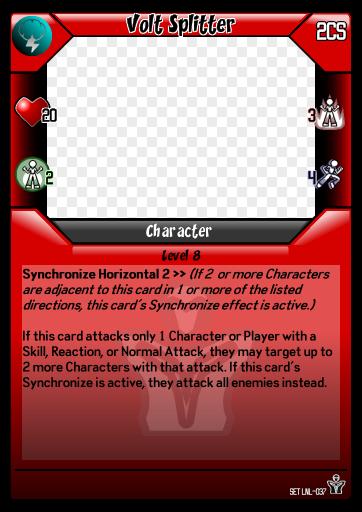 Volt Splitter
2CS
20
3
2
4
Character
Level 8
Synchronize Horizontal 2 >> (If 2 or more Characters
are adjacent to this card in 1 or more of the listed
directions, this card's Synchronize effect is active.)
If this card attacks only 1 Character or Player with a
Skill, Reaction, or Normal Attack, they may target up to
2 more Characters with that attack. If this card's
Synchronize is active, they attack all enemies instead.
SET LNL-037